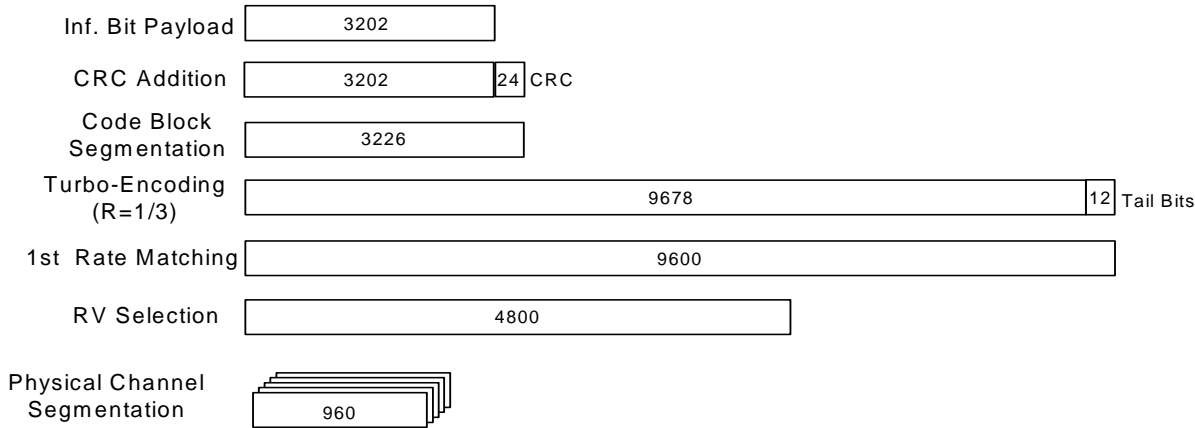 Inf. Bit Payload 3202
CRC Addition 3202 24 CRC
Code Block
Segmentation 3226
Turbo-Encoding
(R=1/3) 9678 12 Tail Bits
1st Rate Matching 9600
RV Selection 4800
Physical Channel
Segmentation 960